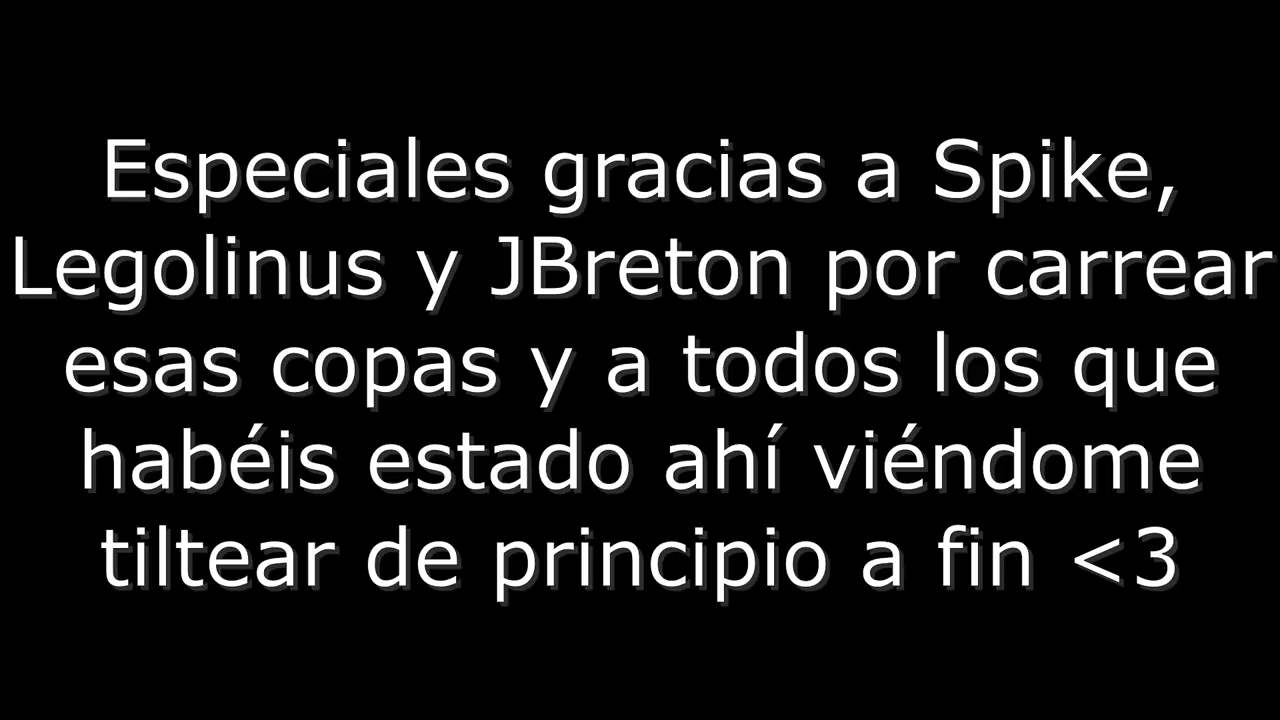 Especiales gracias a Spike,
Legolinus y JBreton por carrear
esas copas y a todos los que
habéis estado ahí viéndome
tiltear de principio a fin <3